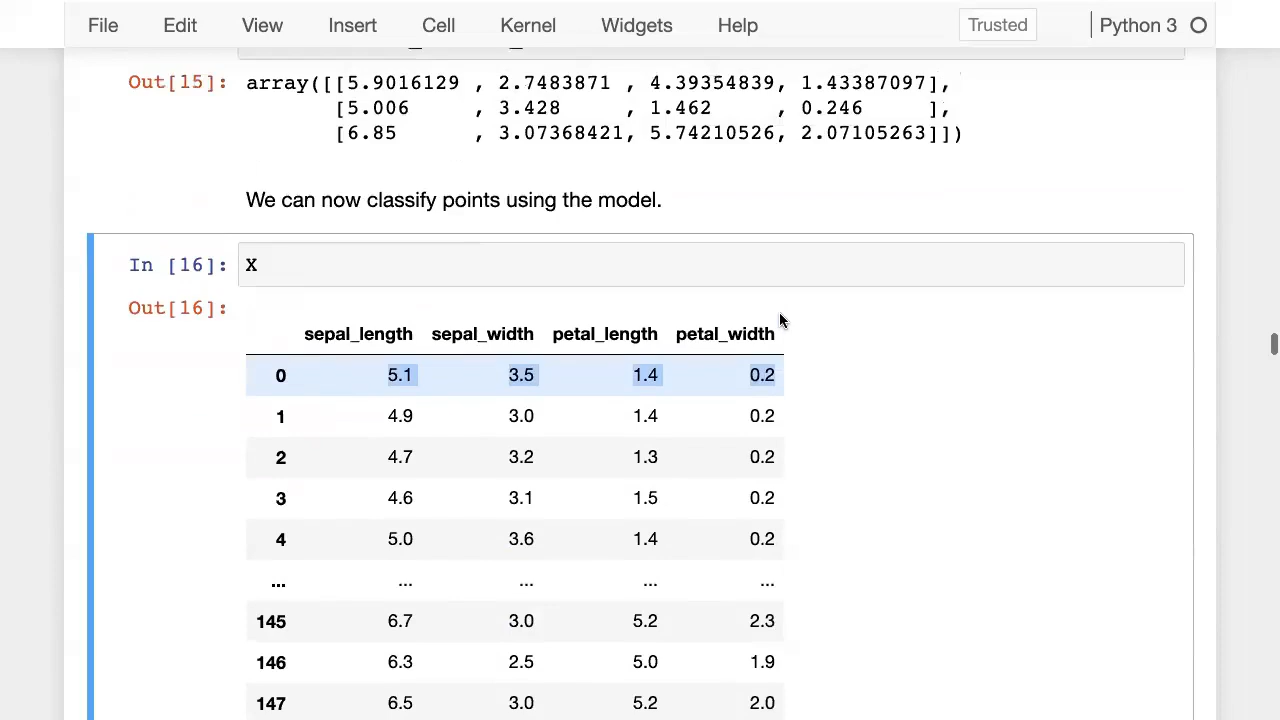 File Edit View Insert Cell Kernel Widgets Help Trusted Python 3
Out[15]: array([[5.9016129 , 2.7483871 , 4.39354839, 1.43387097],
[5.006 , 3.428 , 1.462 , 0.246 ],
[6.85 , 3.07368421, 5.74210526, 2.07105263]])
We can now classify points using the model.
In [16]: X
Out[16]:
sepal_length sepal_width petal_length petal_width
0 5.1 3.5 1.4 0.2
1 4.9 3.0 1.4 0.2
2 4.7 3.2 1.3 0.2
3 4.6 3.1 1.5 0.2
4 5.0 3.6 1.4 0.2
... ... ... ... ...
145 6.7 3.0 5.2 2.3
146 6.3 2.5 5.0 1.9
147 6.5 3.0 5.2 2.0